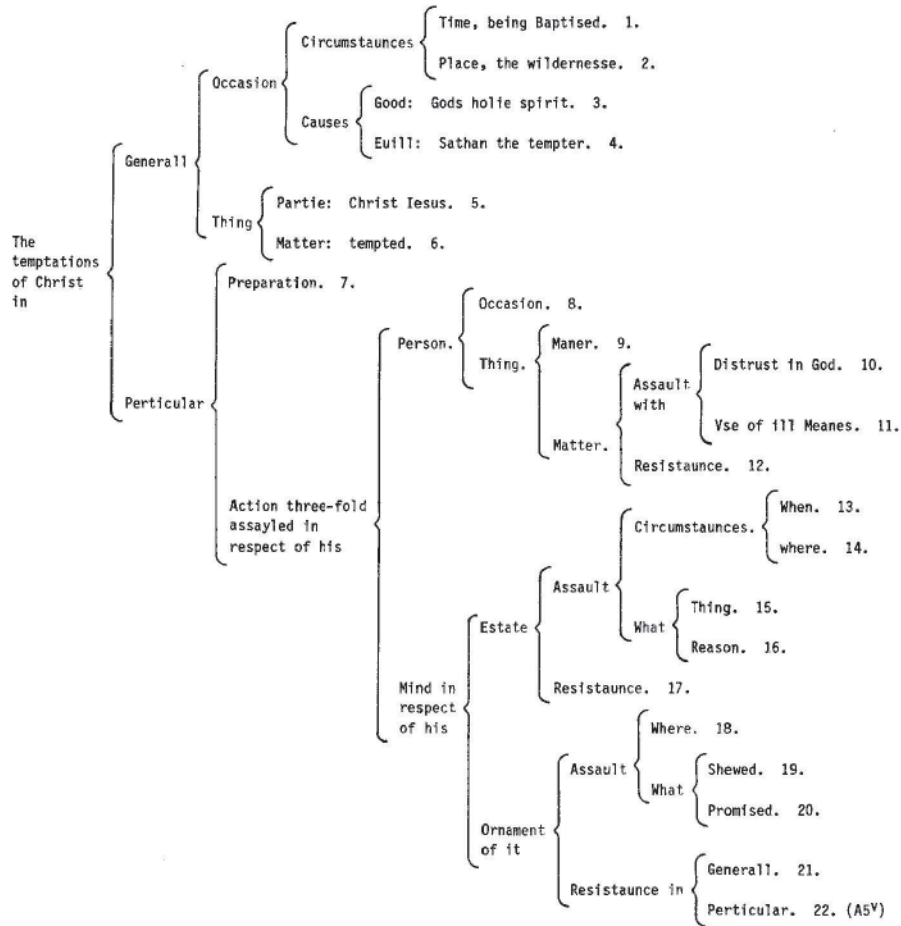 Time, being Baptised. 1.
Circumstaunces
Place, the wildernesse. 2.
Occasion
Good: Gods holie spirit. 3.
Causes
Euill: Sathan the tempter. 4.
Generall
Partie: Christ Iesus. 5.
Thing
Matter: tempted. 6.
The
temptations
of Christ
in
Preparation. 7.
Occasion. 8.
Person.
Maner. 9.
Thing.
Distrust in God. 10.
Assault
with
Vse of ill Meanes. 11.
Matter.
Resistaunce. 12.
Perticular
Action three-fold
assayled in
respect of his
When. 13.
Circumstaunces.
where. 14.
Assault
Thing. 15.
What
Reason. 16.
Estate
Resistaunce. 17.
Mind in
respect
of his
Where. 18.
Assault
Shewed. 19.
What
Promised. 20.
Ornament
of it
Generall. 21.
Resistaunce in
Perticular. 22. (A5V)